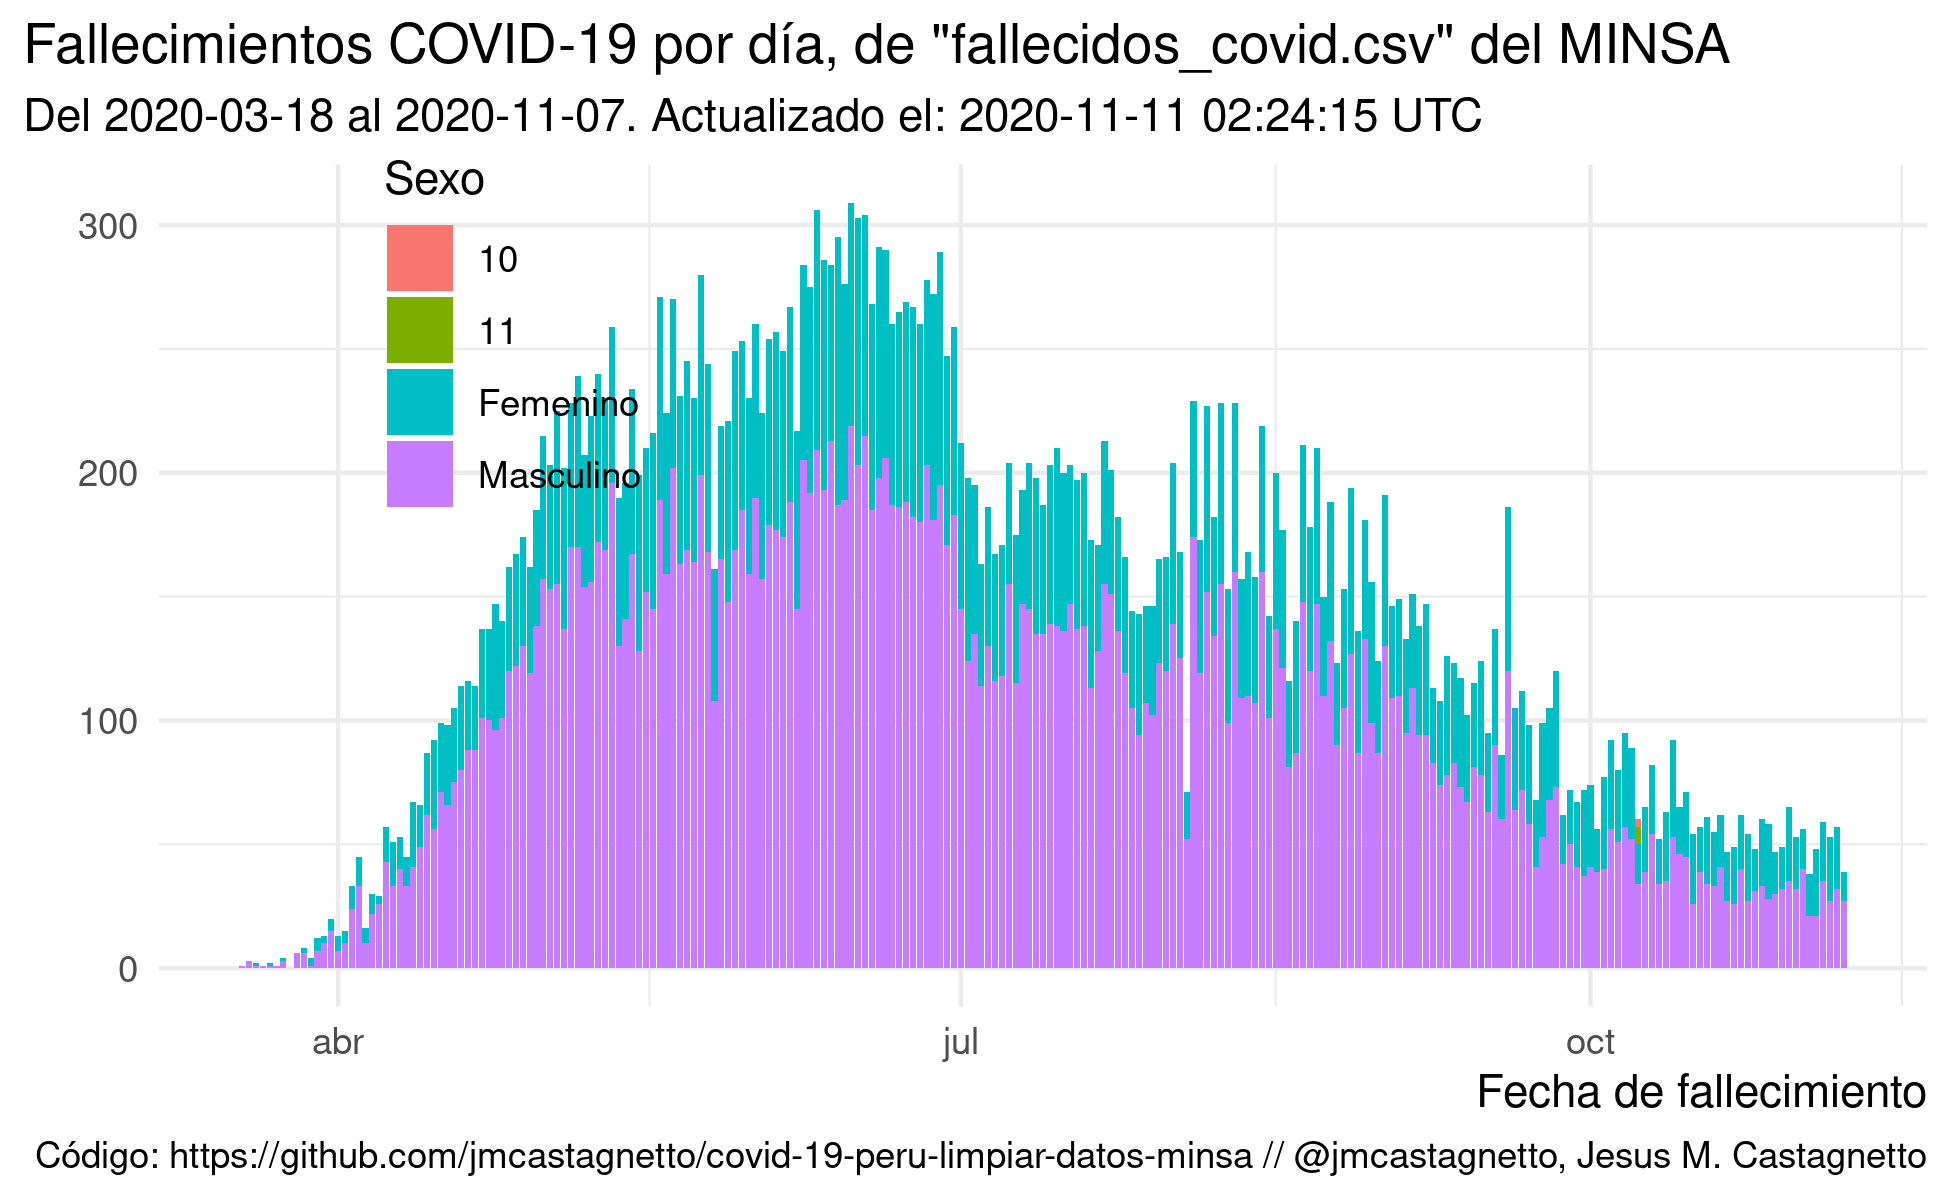 Fallecimientos COVID-19 por día, de "fallecidos_covid.csv" del MINSA
Del 2020-03-18 al 2020-11-07. Actualizado el: 2020-11-11 02:24:15 UTC
Sexo
10
11
Femenino
Masculino
300
200
100
0
abr jul oct
Fecha de fallecimiento
Código: https://github.com/jmcastagnetto/covid-19-peru-limpiar-datos-minsa // @jmcastagnetto, Jesus M. Castagnetto